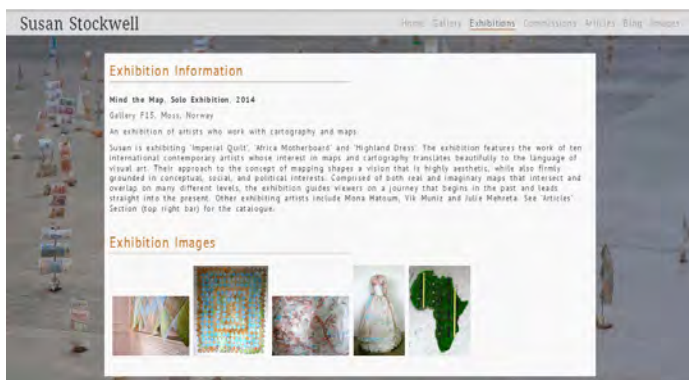 Susan Stockwell
Home Gallery Exhibitions Commissions Articles Blog Images
Exhibition Information
Mind the Map, Solo Exhibition, 2014
Gallery F15, Moss, Norway
An exhibition of artists who work with cartography and maps.
Susan is exhibiting 'Imperial Quilt', 'Africa Motherboard' and 'Highland Dress'. The exhibition features the work of ten
international contemporary artists whose interest in maps and cartography translates beautifully to the language of
visual art. Their approach to the concept of mapping shapes a vision that is highly aesthetic, while also firmly
grounded in conceptual, social, and political interests. Comprised of both real and imaginary maps that intersect and
overlap on many different levels, the exhibition guides viewers on a journey that begins in the past and leads
straight into the present. Other exhibiting artists include Mona Hatoum, Vik Muniz and Julie Mehreta. See 'Articles'
Section (top right bar) for the catalogue.
Exhibition Images